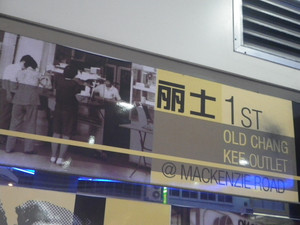 丽士 1ST
OLD CHANG
KEE OUTLET
@ MACKENZIE ROAD